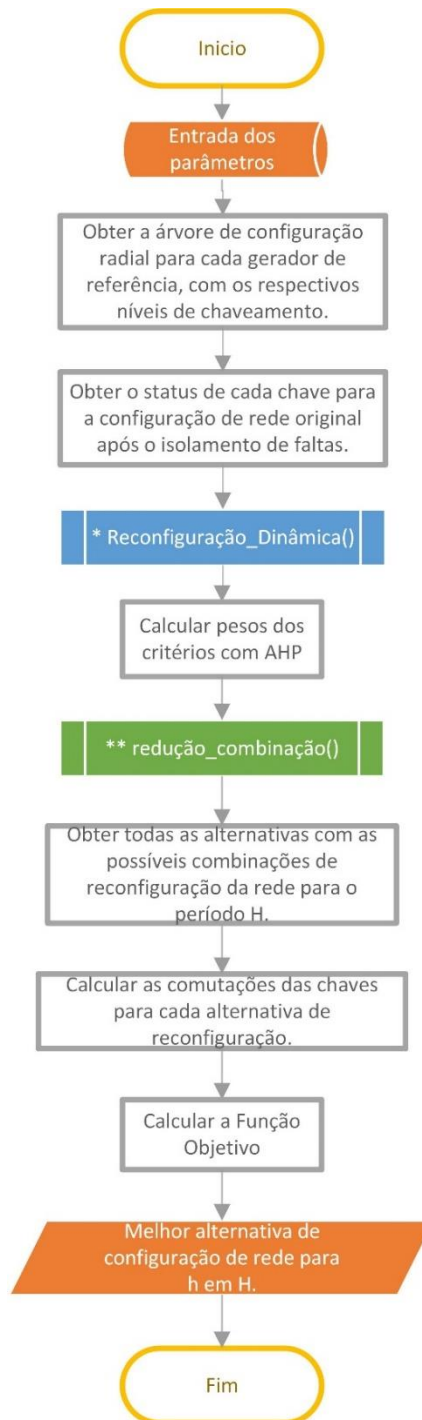 Inicio
Entrada dos
parâmetros
Obter a árvore de configuração
radial para cada gerador de
referência, com os respectivos
níveis de chaveamento.
Obter o status de cada chave para
a configuração de rede original
após o isolamento de faltas.
* Reconfiguração_Dinâmica()
Calcular pesos dos
critérios com AHP
** redução_combinação()
Obter todas as alternativas com as
possíveis combinações de
reconfiguração da rede para o
período H.
Calcular as comutações das chaves
para cada alternativa de
reconfiguração.
Calcular a Função
Objetivo
Melhor alternativa de
configuração de rede para
h em H.
Fim